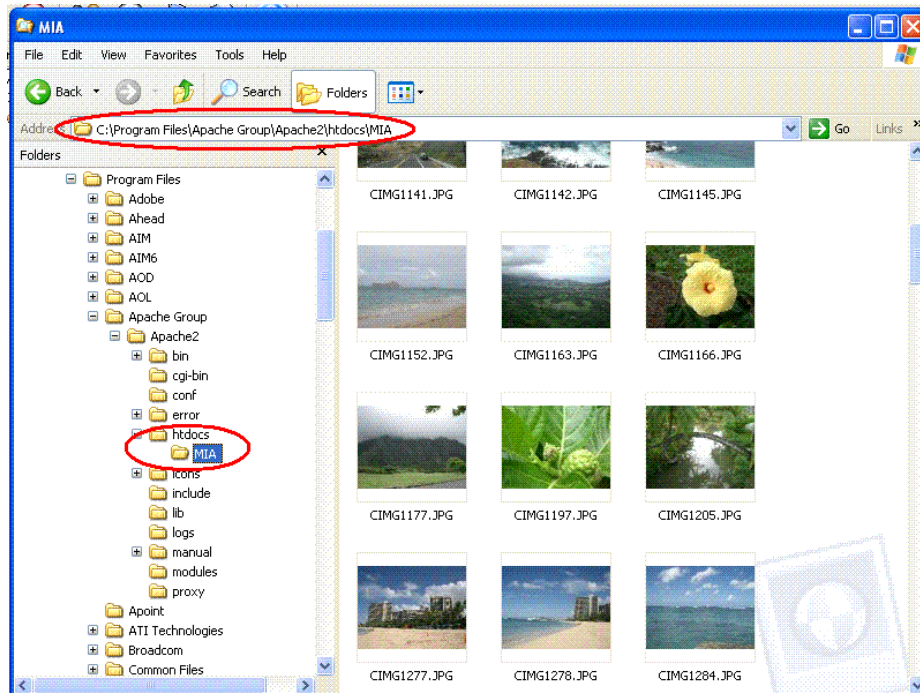 MIA
File Edit View Favorites Tools Help
Back Search Folders
Address C:\Program Files\Apache Group\Apache2\htdocs\MIA Go Links »
Folders x
Program Files
Adobe
Ahead
AIM
AIM6
AOD
AOL
Apache Group
Apache2
bin
cgi-bin
conf
error
htdocs
MIA
icons
include
lib
logs
manual
modules
proxy
Apoint
ATI Technologies
Broadcom
Common Files
CIMG1141.JPG CIMG1142.JPG CIMG1145.JPG
CIMG1152.JPG CIMG1163.JPG CIMG1166.JPG
CIMG1177.JPG CIMG1197.JPG CIMG1205.JPG
CIMG1277.JPG CIMG1278.JPG CIMG1284.JPG